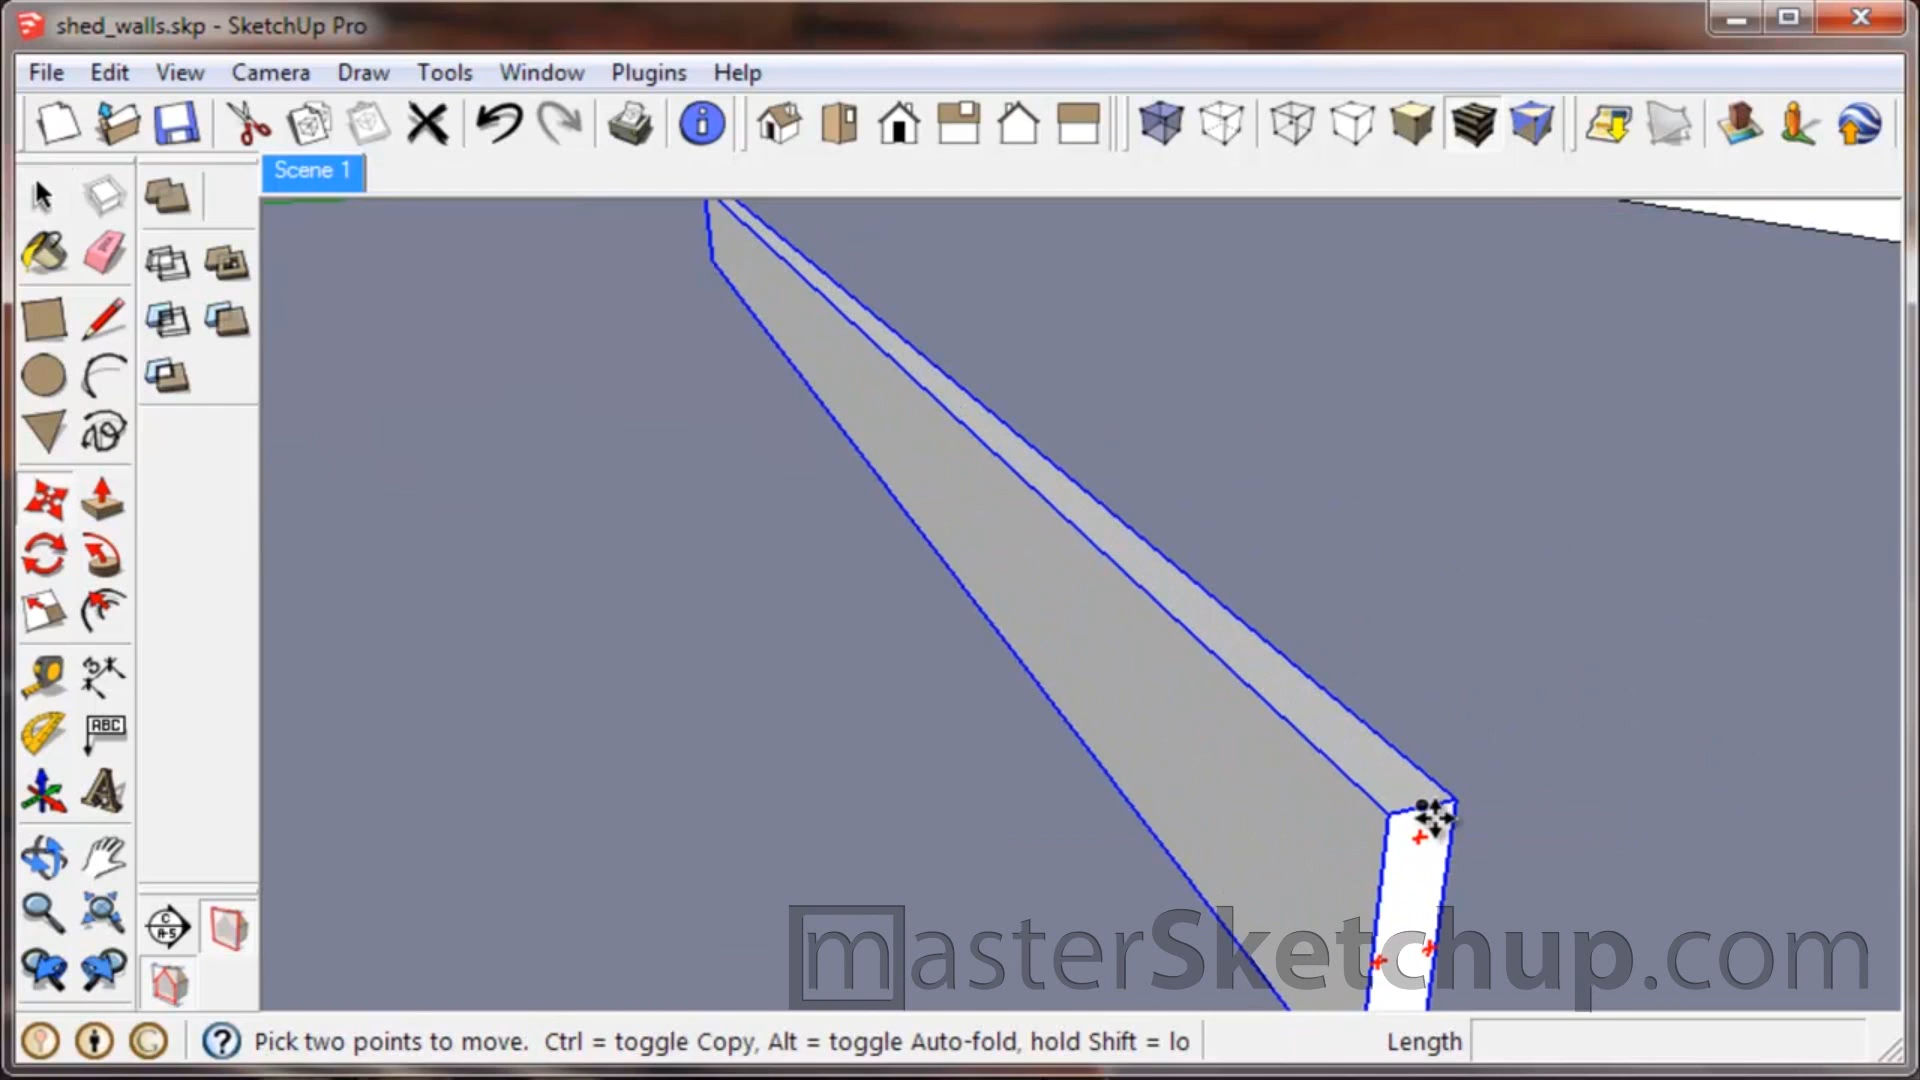 shed_walls.skp - SketchUp Pro
File Edit View Camera Draw Tools Window Plugins Help
Scene 1
ABC
C
A-5
masterSketchup.com
Pick two points to move. Ctrl = toggle Copy, Alt = toggle Auto-fold, hold Shift = lo
Length